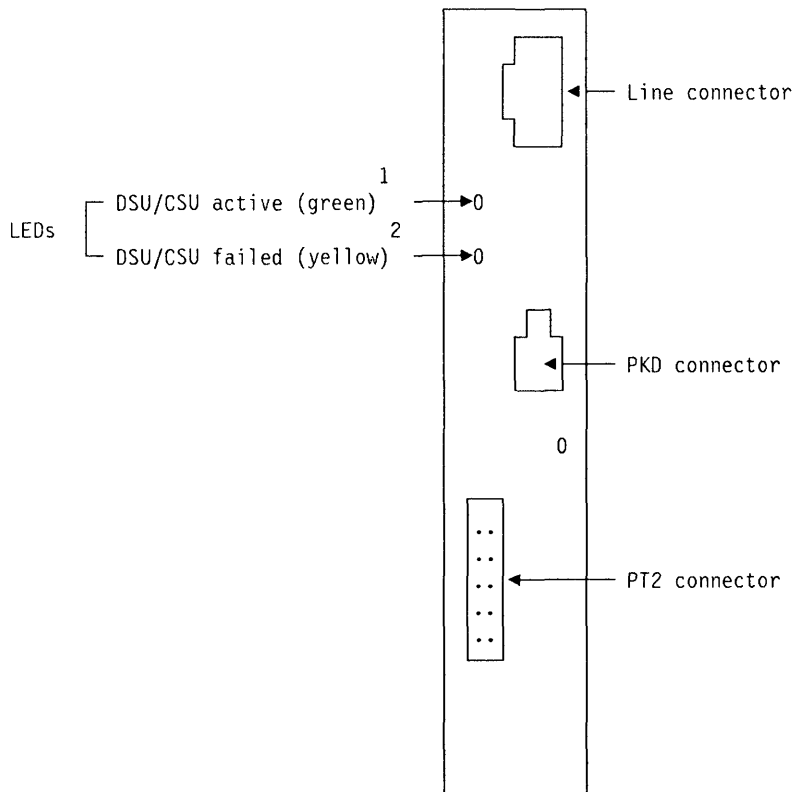 Line connector
1
DSU/CSU active (green) 0
LEDs
2
DSU/CSU failed (yellow) 0
PKD connector
0
PT2 connector